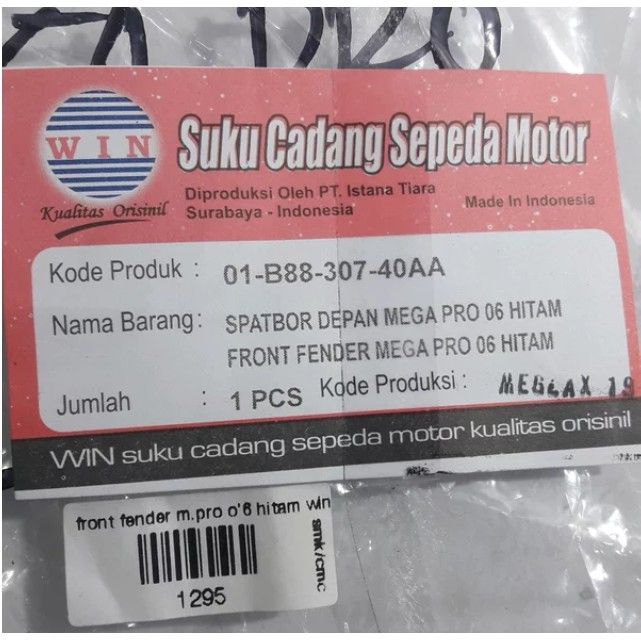 WIN
Kualitas Orisinil
Suku Cadang Sepeda Motor
Diproduksi Oleh PT. Istana Tiara
Surabaya - Indonesia
Made In Indonesia
Kode Produk : 01-B88-307-40AA
Nama Barang: SPATBOR DEPAN MEGA PRO 06 HITAM
FRONT FENDER MEGA PRO 06 HITAM
Jumlah : 1 PCS Kode Produksi :
WIN suku cadang sepeda motor kualitas orisinil
front fender m.pro o'6 hitam win
smk/cmc
1295